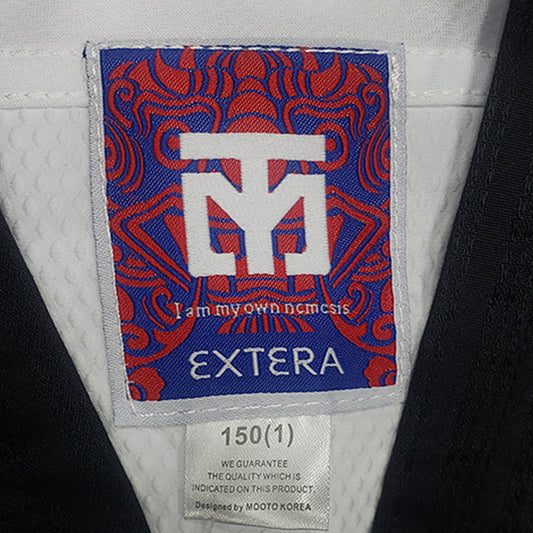 I am my own nemesis
EXTERA
150(1)
WE GUARANTEE
THE QUALITY WHICH IS
INDICATED ON THIS PRODUCT.
Designed by MOOTO KOREA